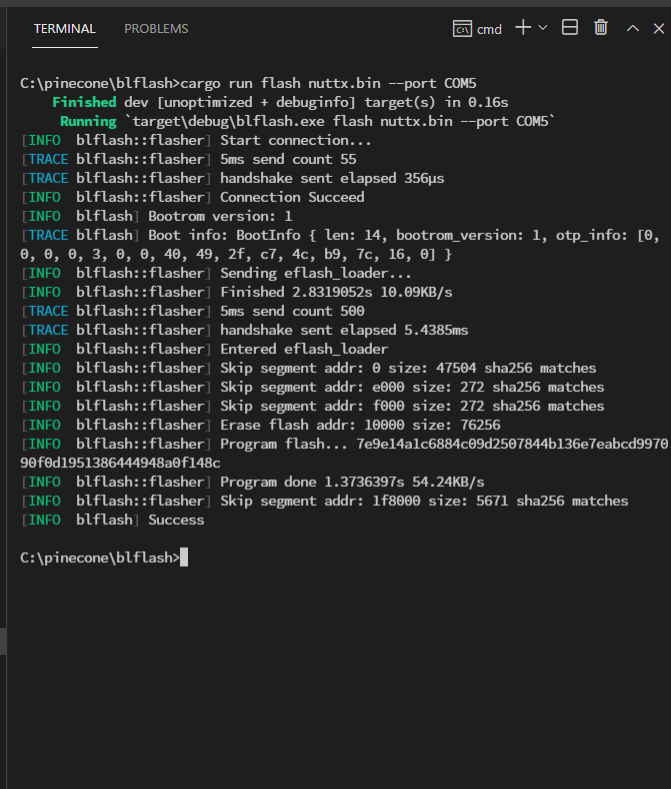 TERMINAL PROBLEMS cmd
C:\pinecone\blflash>cargo run flash nuttx.bin --port COM5
Finished dev [unoptimized + debuginfo] target(s) in 0.16s
Running `target\debug\blflash.exe flash nuttx.bin --port COM5`
[INFO  blflash::flasher] Start connection...
[TRACE blflash::flasher] 5ms send count 55
[TRACE blflash::flasher] handshake sent elapsed 356µs
[INFO  blflash::flasher] Connection Succeed
[INFO  blflash] Bootrom version: 1
[TRACE blflash] Boot info: BootInfo { len: 14, bootrom_version: 1, otp_info: [0,
0, 0, 0, 3, 0, 0, 40, 49, 2f, c7, 4c, b9, 7c, 16, 0] }
[INFO  blflash::flasher] Sending eflash_loader...
[INFO  blflash::flasher] Finished 2.8319052s 10.09KB/s
[TRACE blflash::flasher] 5ms send count 500
[TRACE blflash::flasher] handshake sent elapsed 5.4385ms
[INFO  blflash::flasher] Entered eflash_loader
[INFO  blflash::flasher] Skip segment addr: 0 size: 47504 sha256 matches
[INFO  blflash::flasher] Skip segment addr: e000 size: 272 sha256 matches
[INFO  blflash::flasher] Skip segment addr: f000 size: 272 sha256 matches
[INFO  blflash::flasher] Erase flash addr: 10000 size: 76256
[INFO  blflash::flasher] Program flash... 7e9e14a1c6884c09d2507844b136e7eabcd9970
90f0d1951386444948a0f148c
[INFO  blflash::flasher] Program done 1.3736397s 54.24KB/s
[INFO  blflash::flasher] Skip segment addr: 1f8000 size: 5671 sha256 matches
[INFO  blflash] Success
C:\pinecone\blflash>